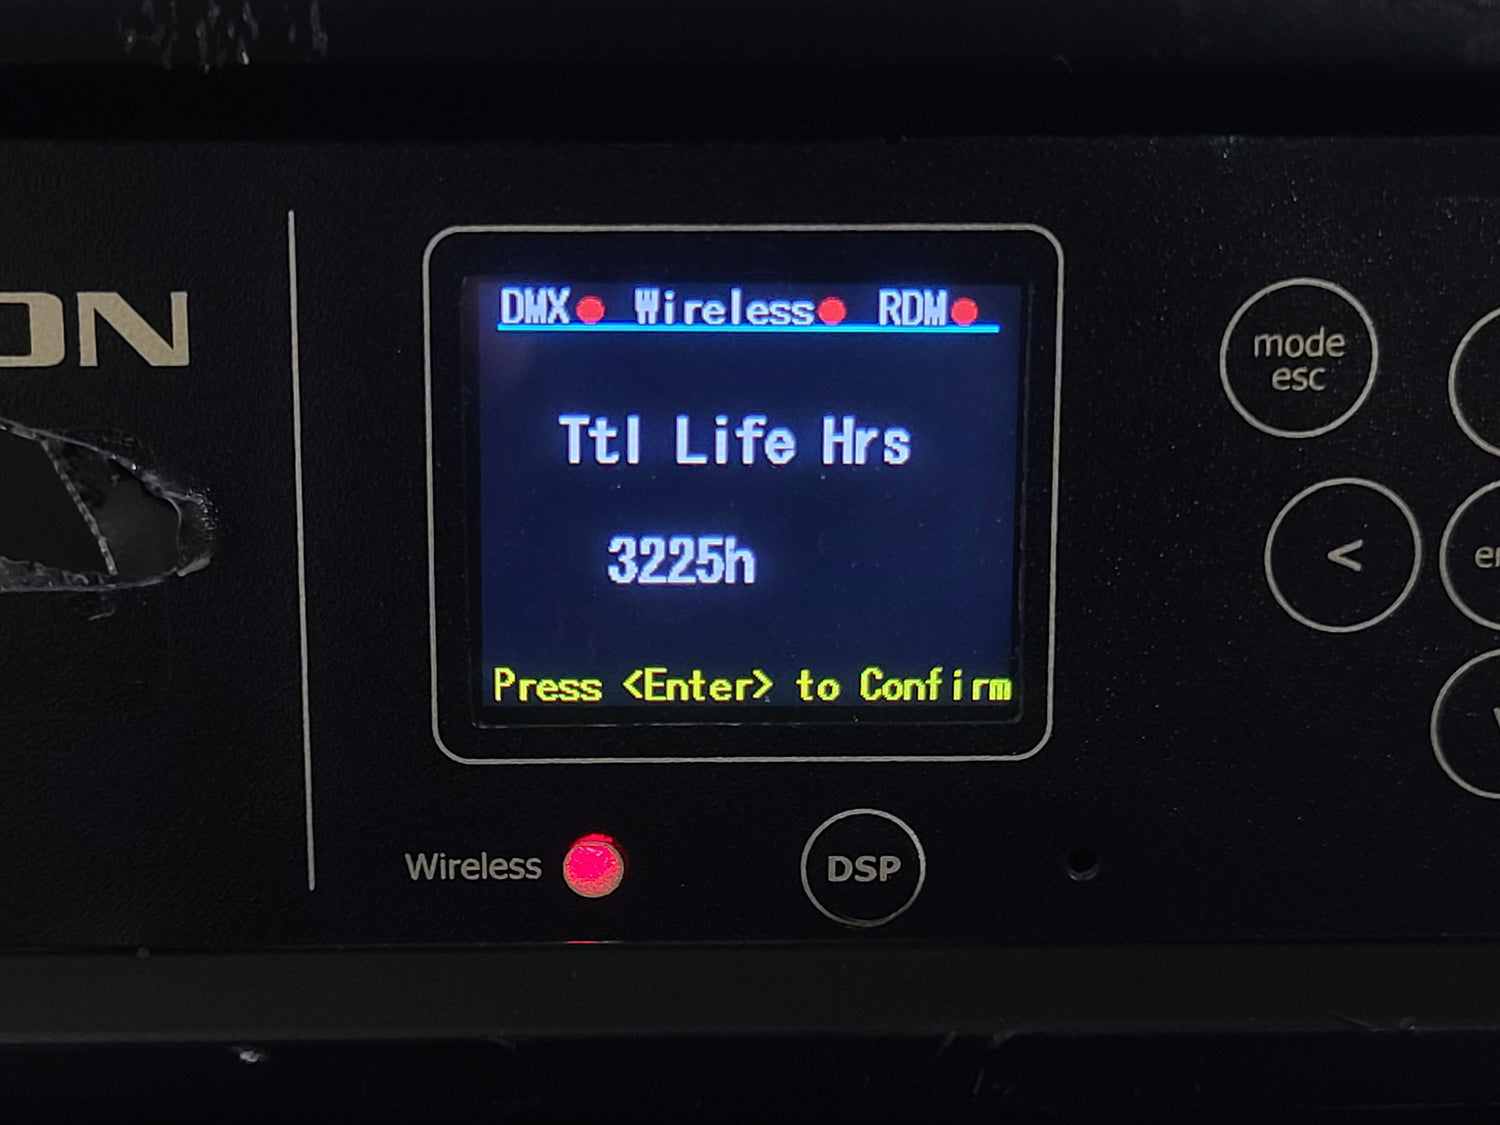 DMX Wireless RDM
ON
Ttl Life Hrs
3225h
Press <Enter> to Confirm
mode
esc
<
Wireless
DSP